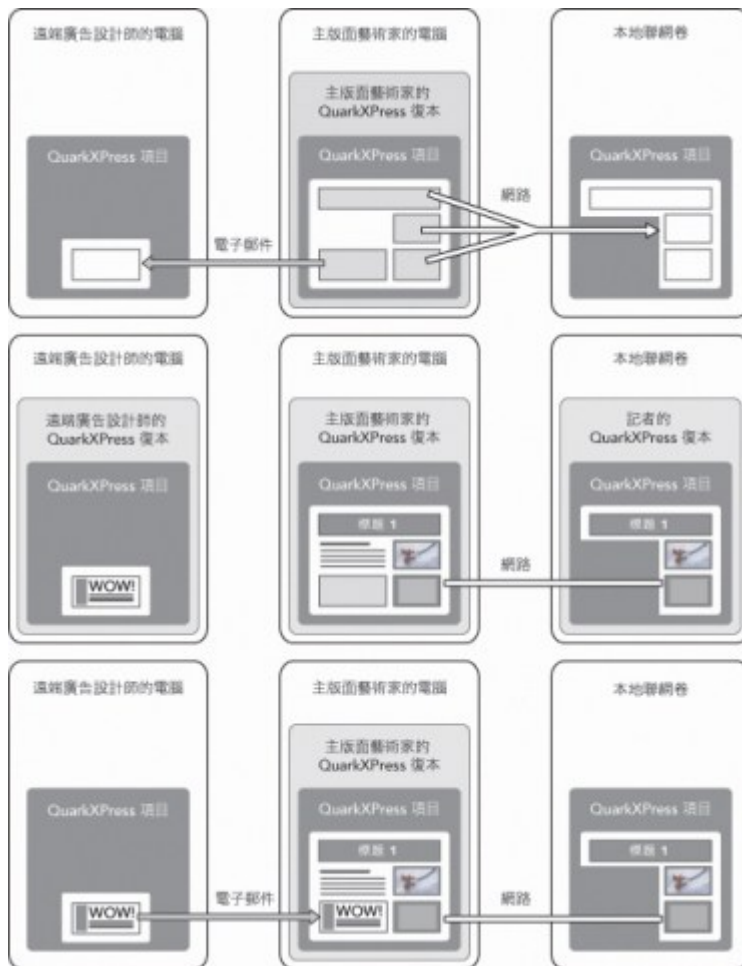 遠端廣告設計師的電腦
主版面藝術家的電腦
本地聯網卷
主版面藝術家的
QuarkXPress 復本
QuarkXPress 項目
QuarkXPress 項目
QuarkXPress 項目
網路
電子郵件
遠端廣告設計師的電腦
主版面藝術家的電腦
本地聯網卷
遠端廣告設計師的
QuarkXPress 復本
主版面藝術家的
QuarkXPress 復本
記者的
QuarkXPress 復本
QuarkXPress 項目
QuarkXPress 項目
QuarkXPress 項目
標題 1
標題 1
網路
WOW!
遠端廣告設計師的電腦
主版面藝術家的電腦
本地聯網卷
主版面藝術家的
QuarkXPress 復本
QuarkXPress 項目
QuarkXPress 項目
QuarkXPress 項目
標題 1
標題 1
電子郵件
網路
WOW!
WOW!